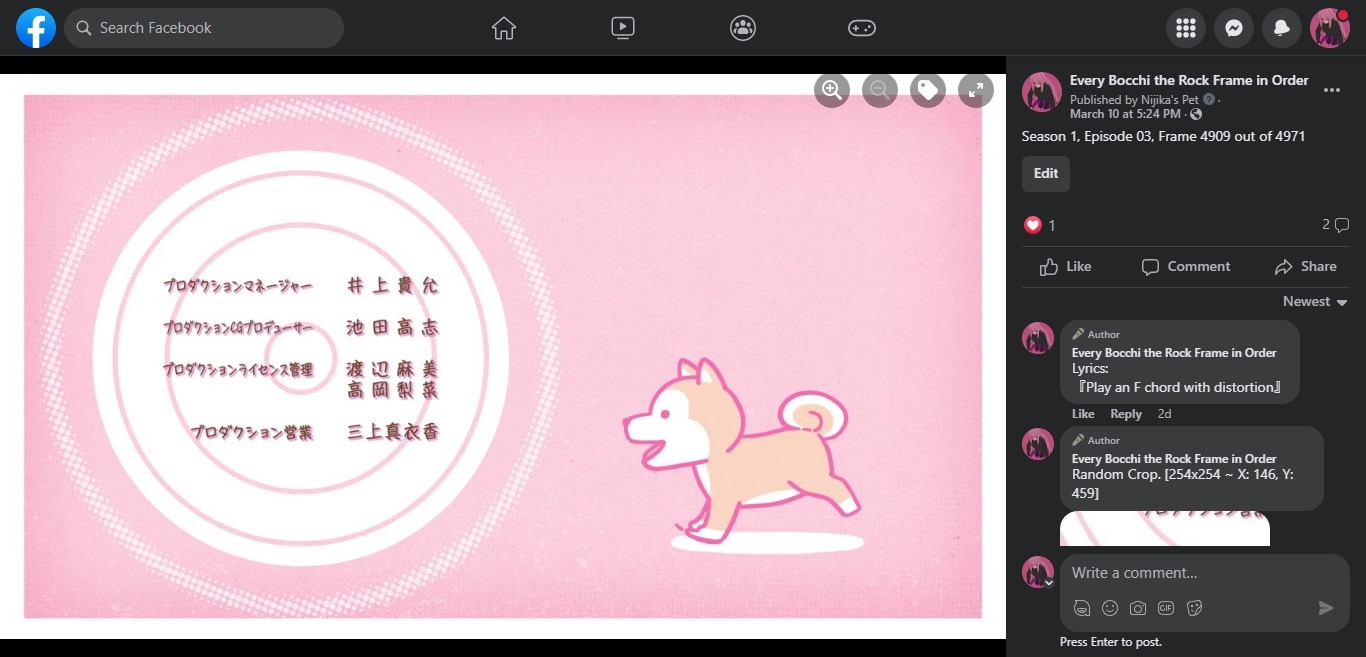 Search Facebook
プロダクションマネージャー 井上貴允
プロダクションCGプロデューサー 池田高志
プロダクションライセンス管理 渡辺麻美
高岡梨菜
プロダクション営業 三上真衣香
Every Bocchi the Rock Frame in Order
Published by Nijika's Pet ·
March 10 at 5:24 PM ·
Season 1, Episode 03, Frame 4909 out of 4971
Edit
1
2
Like Comment Share
Newest
Author
Every Bocchi the Rock Frame in Order
Lyrics:
『Play an F chord with distortion』
Like Reply 2d
Author
Every Bocchi the Rock Frame in Order
Random Crop. [254x254 ~ X: 146, Y:
459]
Write a comment...
GIF
Press Enter to post.